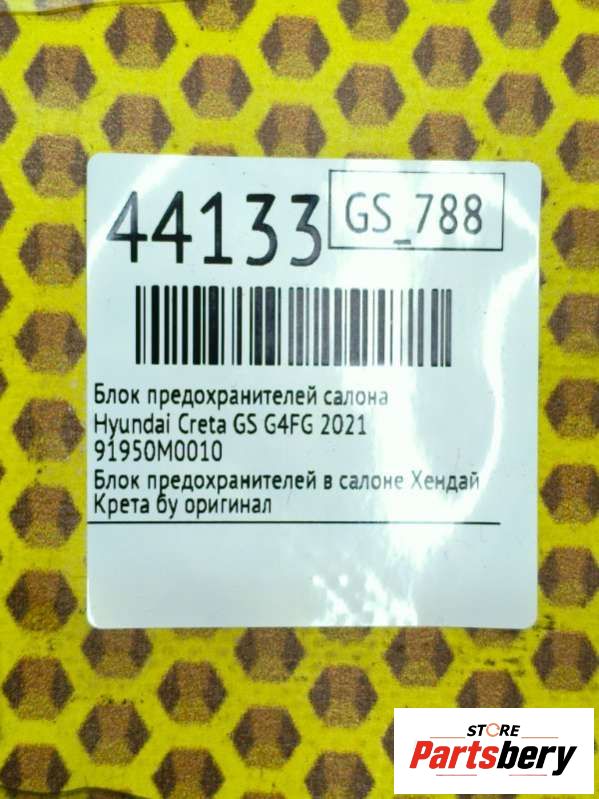 44133 GS_788
Блок предохранителей салона
Hyundai Creta GS G4FG 2021
91950M0010
Блок предохранителей в салоне Хендай
Крета бу оригинал
STORE
Partsbery